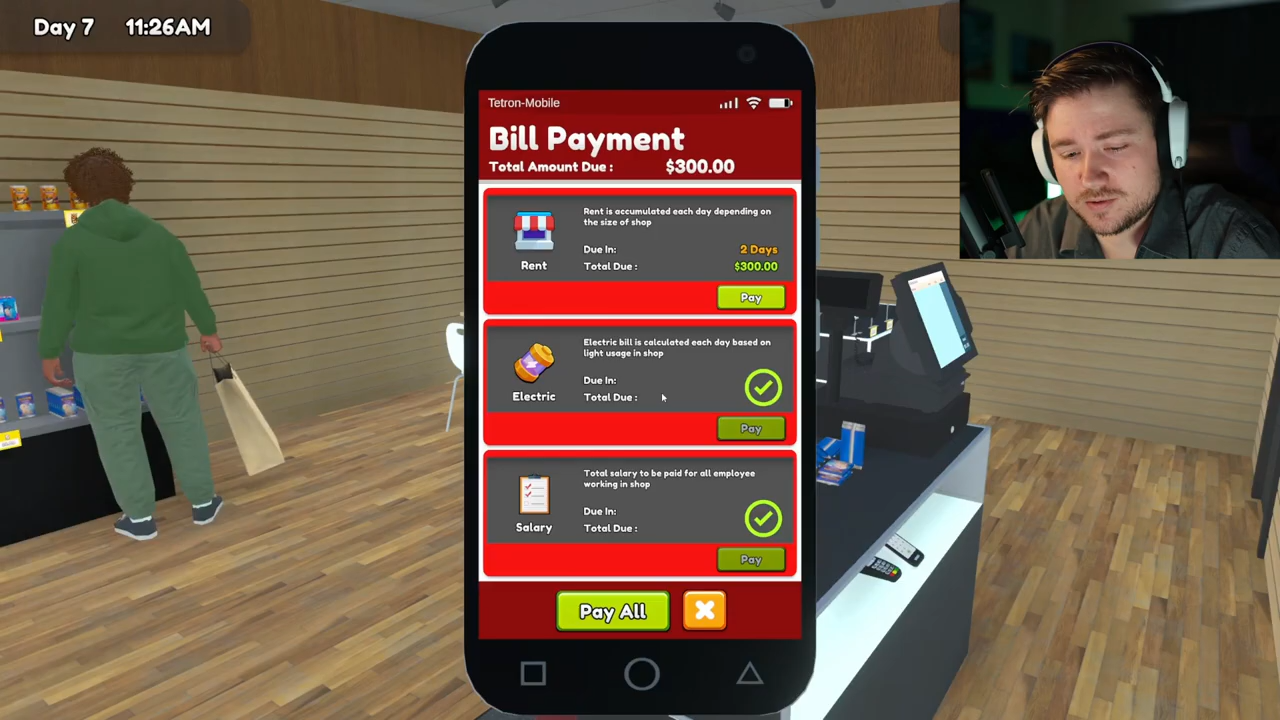 Day 7 11:26AM
Tetron-Mobile
Bill Payment
Total Amount Due : $300.00
Rent is accumulated each day depending on
the size of shop
Due In: 2 Days
Total Due : $300.00
Rent
Pay
Electric bill is calculated each day based on
light usage in shop
Due In:
Total Due :
Electric
Pay
Total salary to be paid for all employee
working in shop
Due In:
Total Due :
Salary
Pay
Pay All